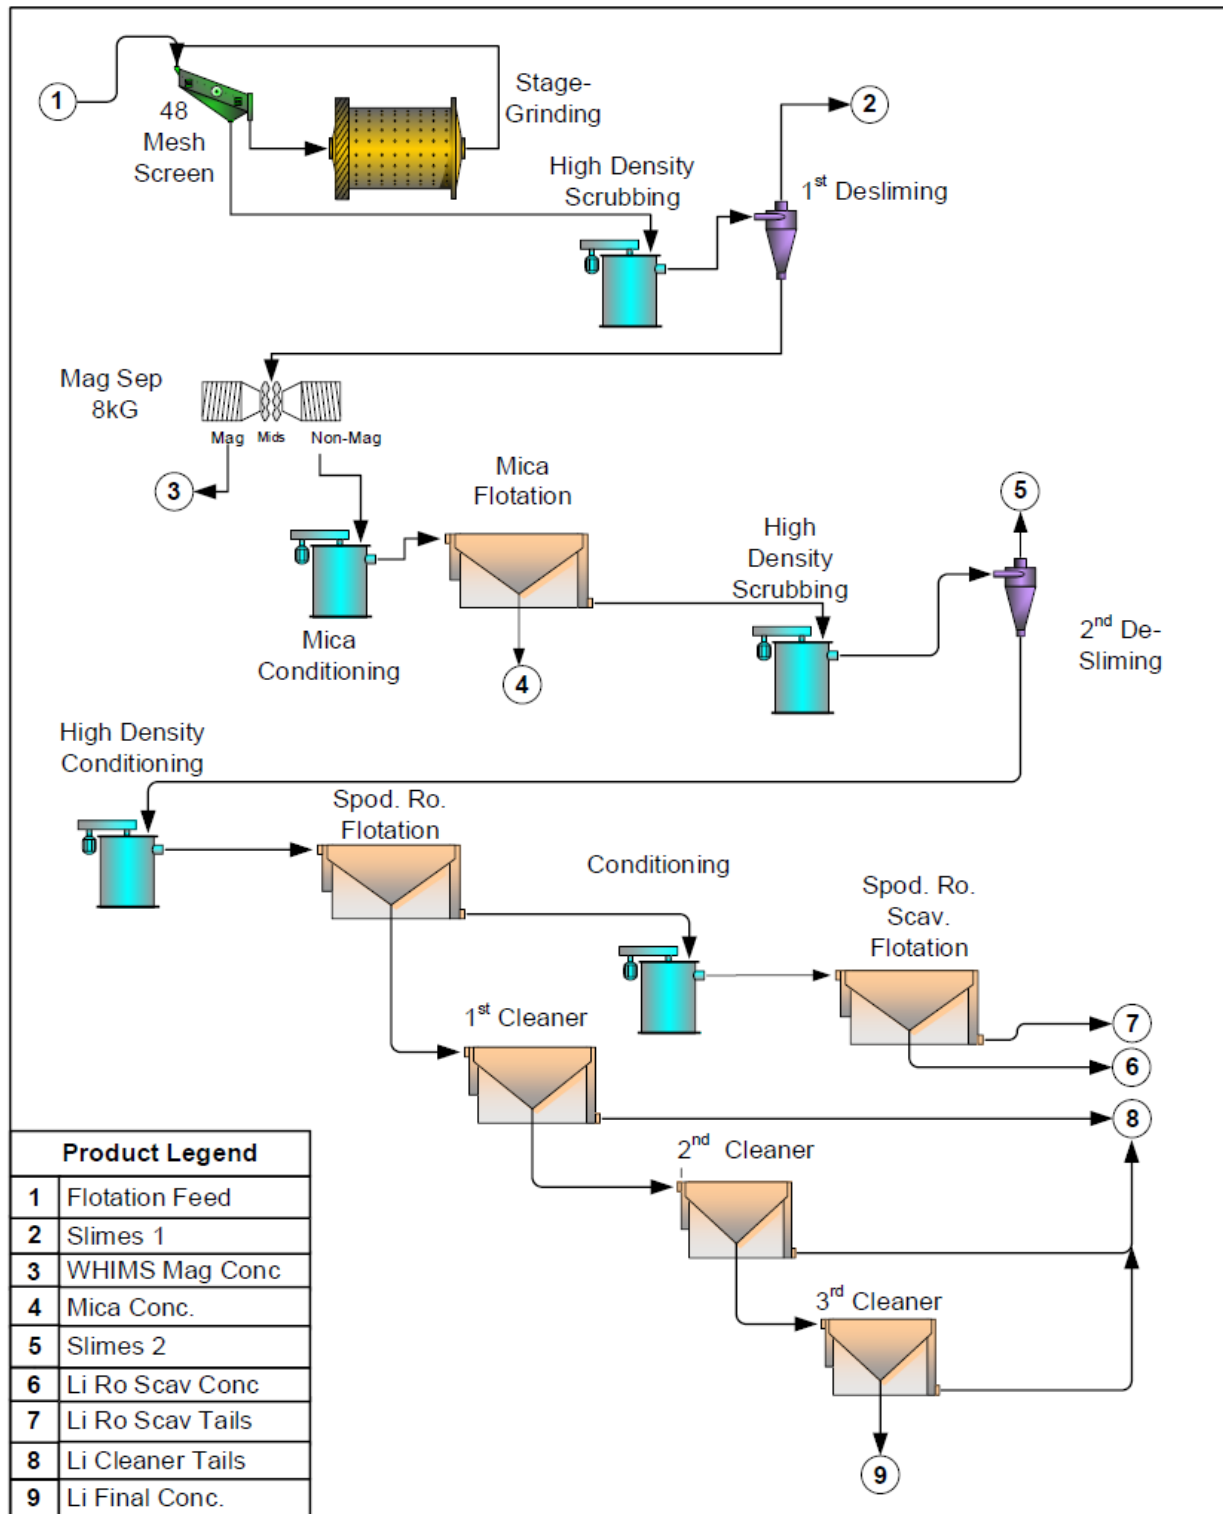 1
48
Mesh
Screen
Stage-
Grinding
2
High Density
Scrubbing
1st Desliming
Mag Sep
8kG
Mag Mids Non-Mag
3
Mica
Flotation
5
High
Density
Scrubbing
Mica
Conditioning
4
2nd De-
Sliming
High Density
Conditioning
Spod. Ro.
Flotation
Conditioning
Spod. Ro.
Scav.
Flotation
1st Cleaner
7
6
8
2nd Cleaner
3rd Cleaner
9
Product Legend
1 Flotation Feed
2 Slimes 1
3 WHIMS Mag Conc
4 Mica Conc.
5 Slimes 2
6 Li Ro Scav Conc
7 Li Ro Scav Tails
8 Li Cleaner Tails
9 Li Final Conc.